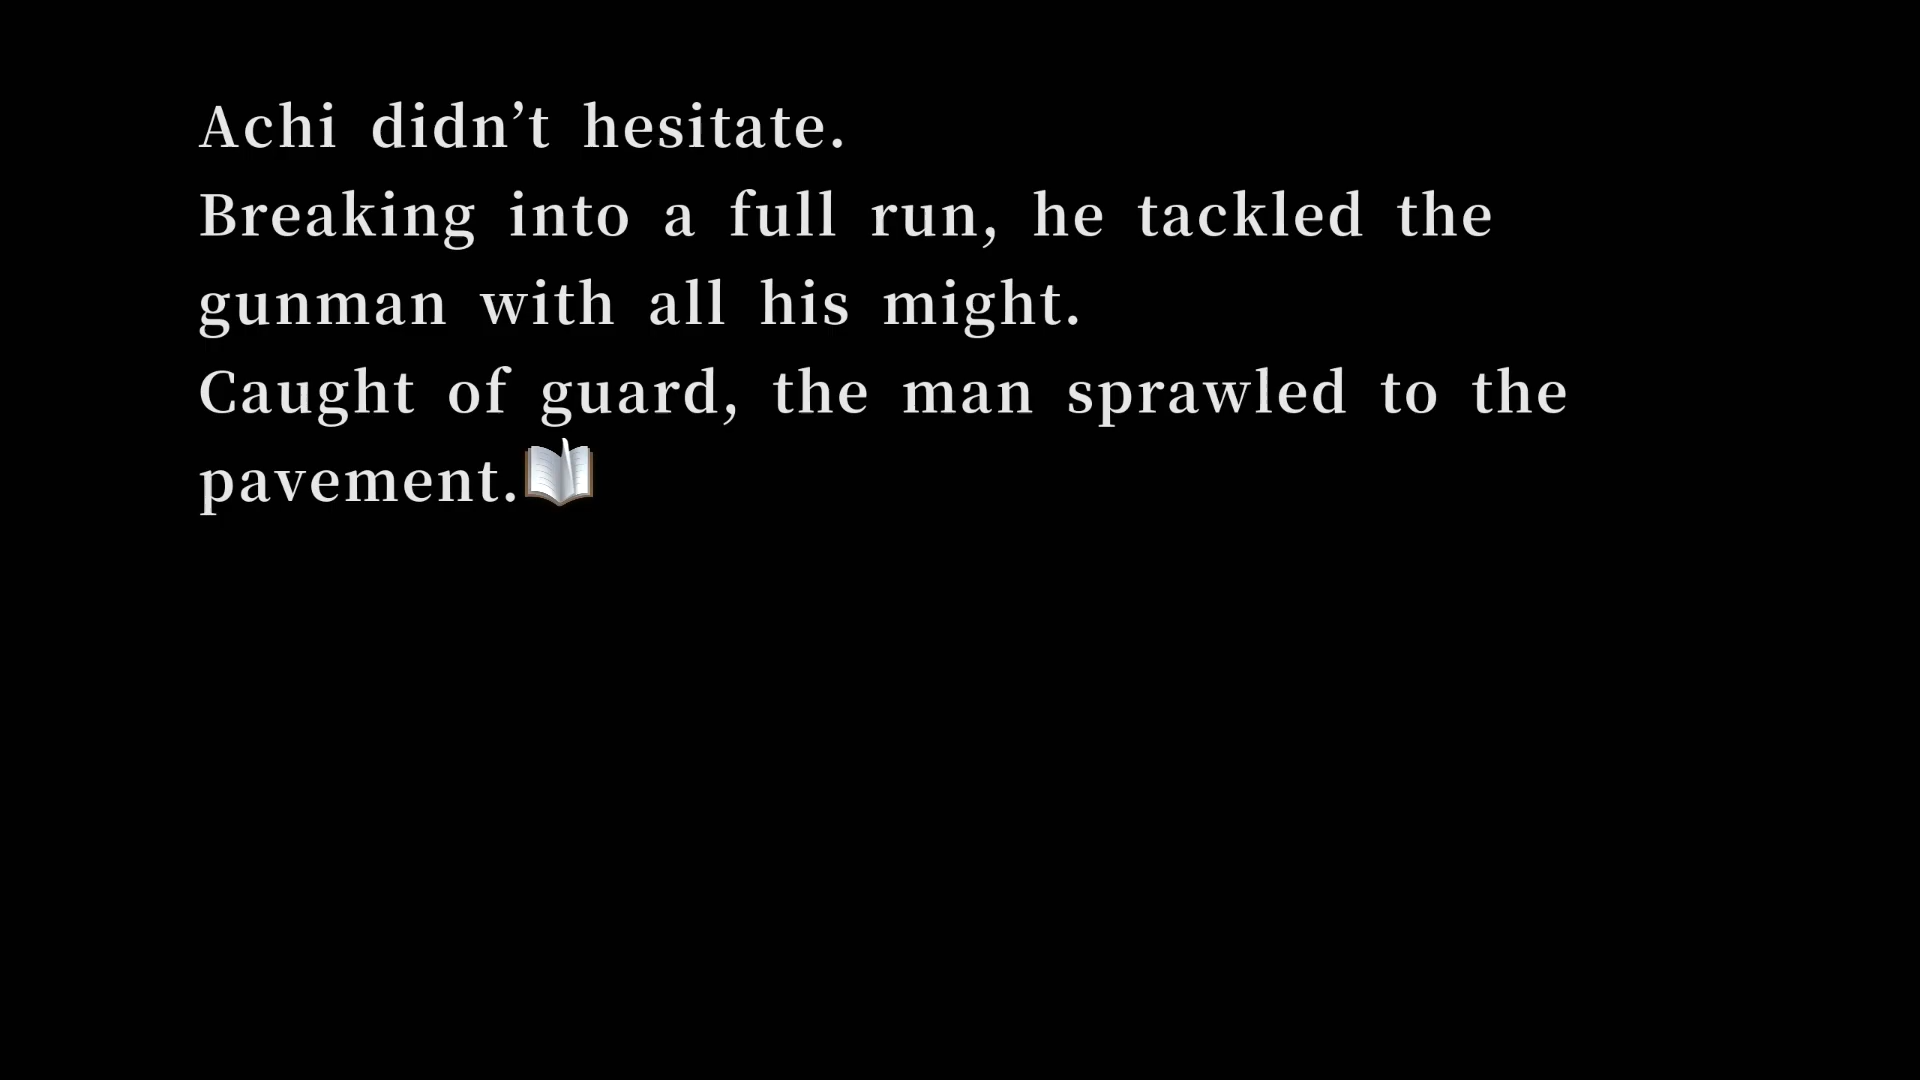 Achi didn’t hesitate.
Breaking into a full run, he tackled the
gunman with all his might.
Caught of guard, the man sprawled to the
pavement.